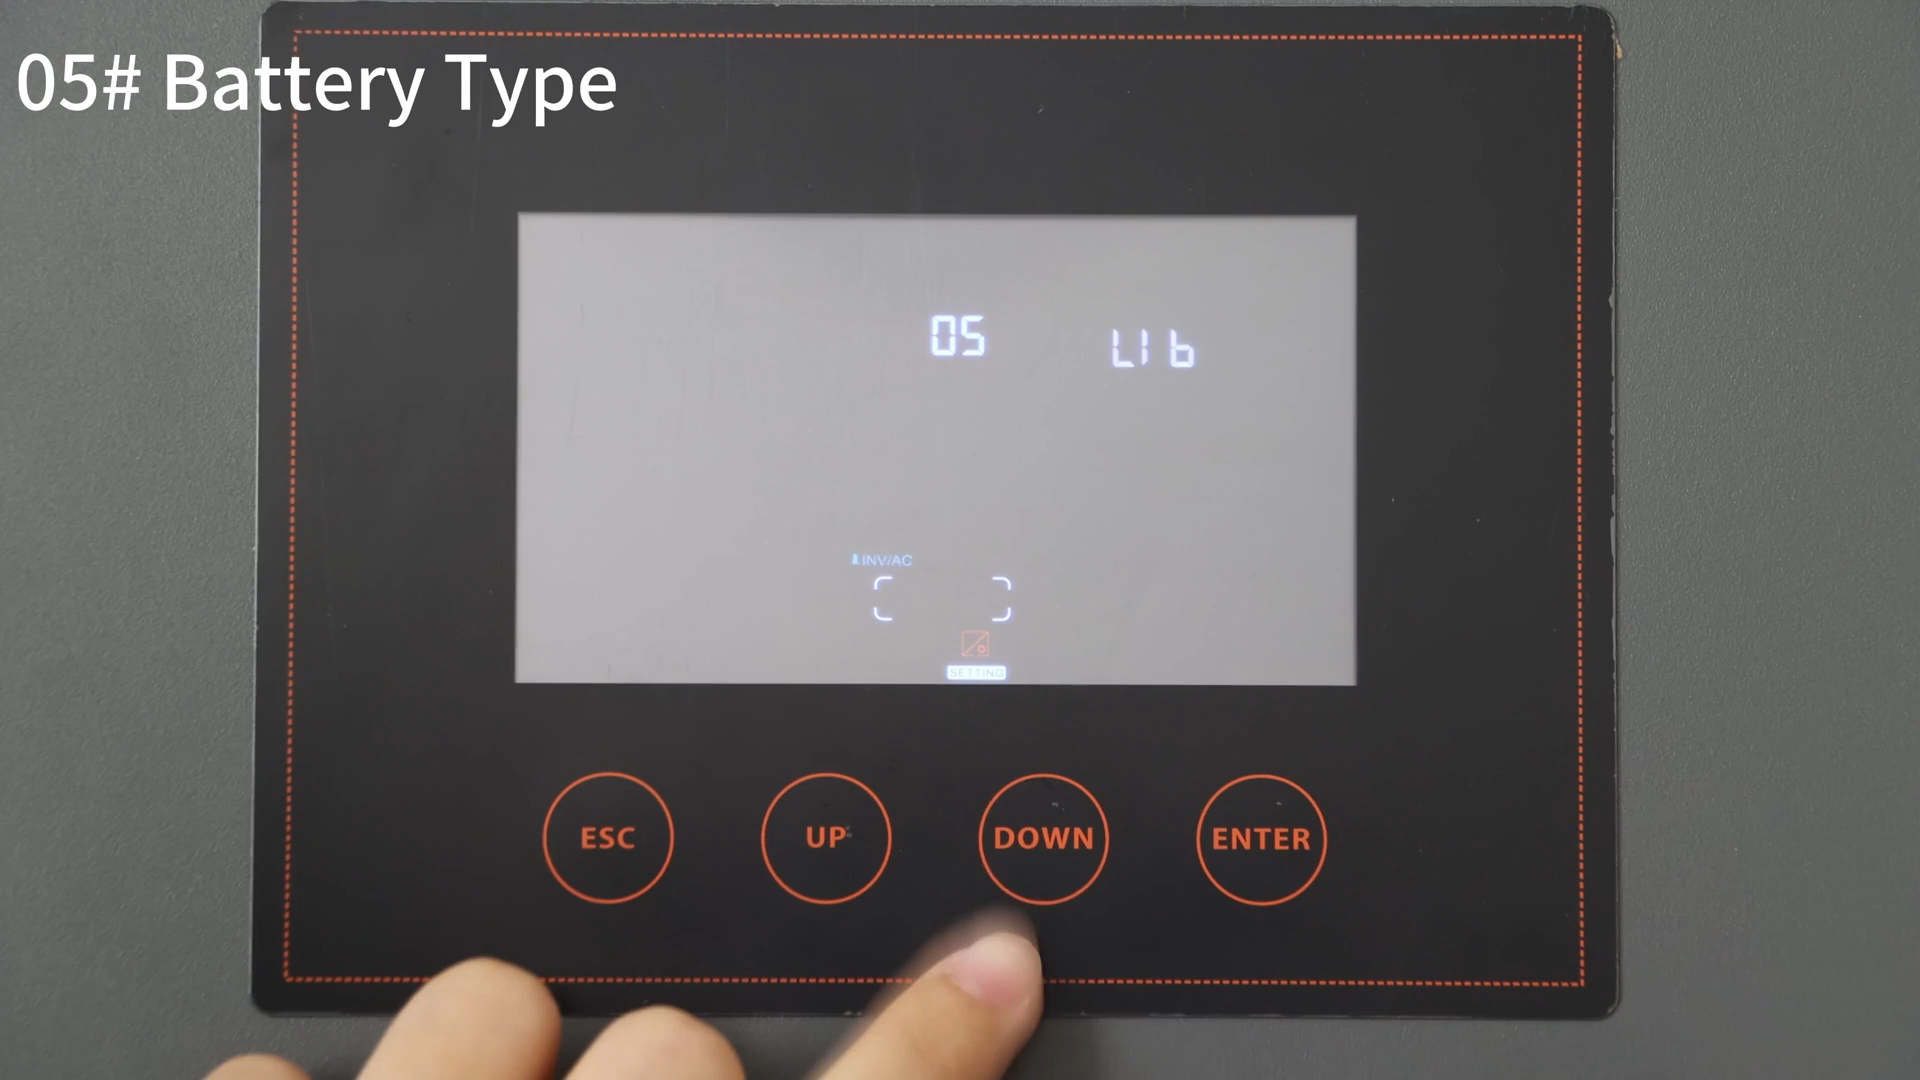 05# Battery Type
05 LIb
INV/AC
SETTING
ESC UP DOWN ENTER